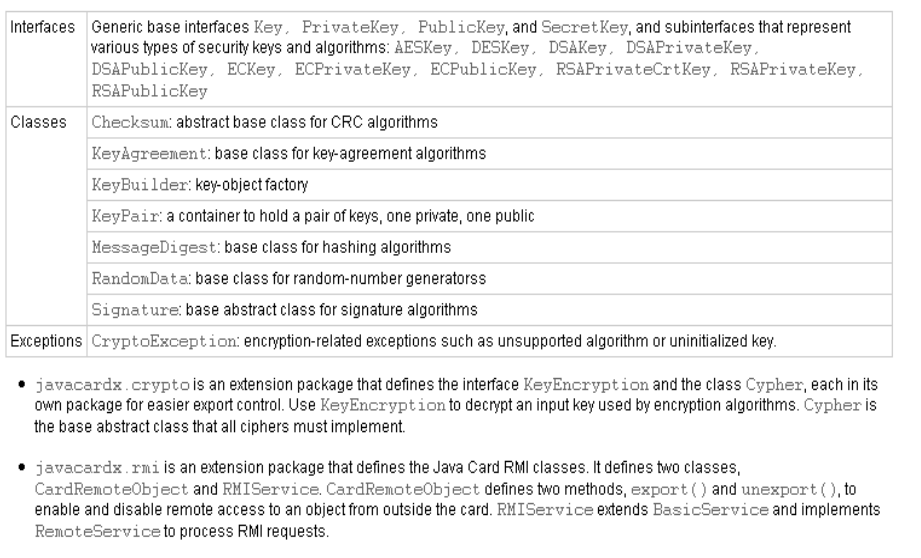 Interfaces Generic base interfaces Key, PrivateKey, PublicKey, and SecretKey, and subinterfaces that represent
various types of security keys and algorithms: AESKey, DESKey, DSAKey, DSAPrivateKey,
DSAPublicKey, ECKey, ECPrivateKey, ECPublicKey, RSAPrivateCrtKey, RSAPrivateKey,
RSAPublicKey
Classes Checksum: abstract base class for CRC algorithms
KeyAgreement: base class for key-agreement algorithms
KeyBuilder: key-object factory
KeyPair: a container to hold a pair of keys, one private, one public
MessageDigest: base class for hashing algorithms
RandomData: base class for random-number generatorss
Signature: base abstract class for signature algorithms
Exceptions CryptoException: encryption-related exceptions such as unsupported algorithm or uninitialized key.
• javacardx.crypto is an extension package that defines the interface KeyEncryption and the class Cypher, each in its
own package for easier export control. Use KeyEncryption to decrypt an input key used by encryption algorithms. Cypher is
the base abstract class that all ciphers must implement.
• javacardx.rmi is an extension package that defines the Java Card RMI classes. It defines two classes,
CardRemoteObject and RMIService. CardRemoteObject defines two methods, export() and unexport(), to
enable and disable remote access to an object from outside the card. RMIService extends BasicService and implements
RemoteService to process RMI requests.